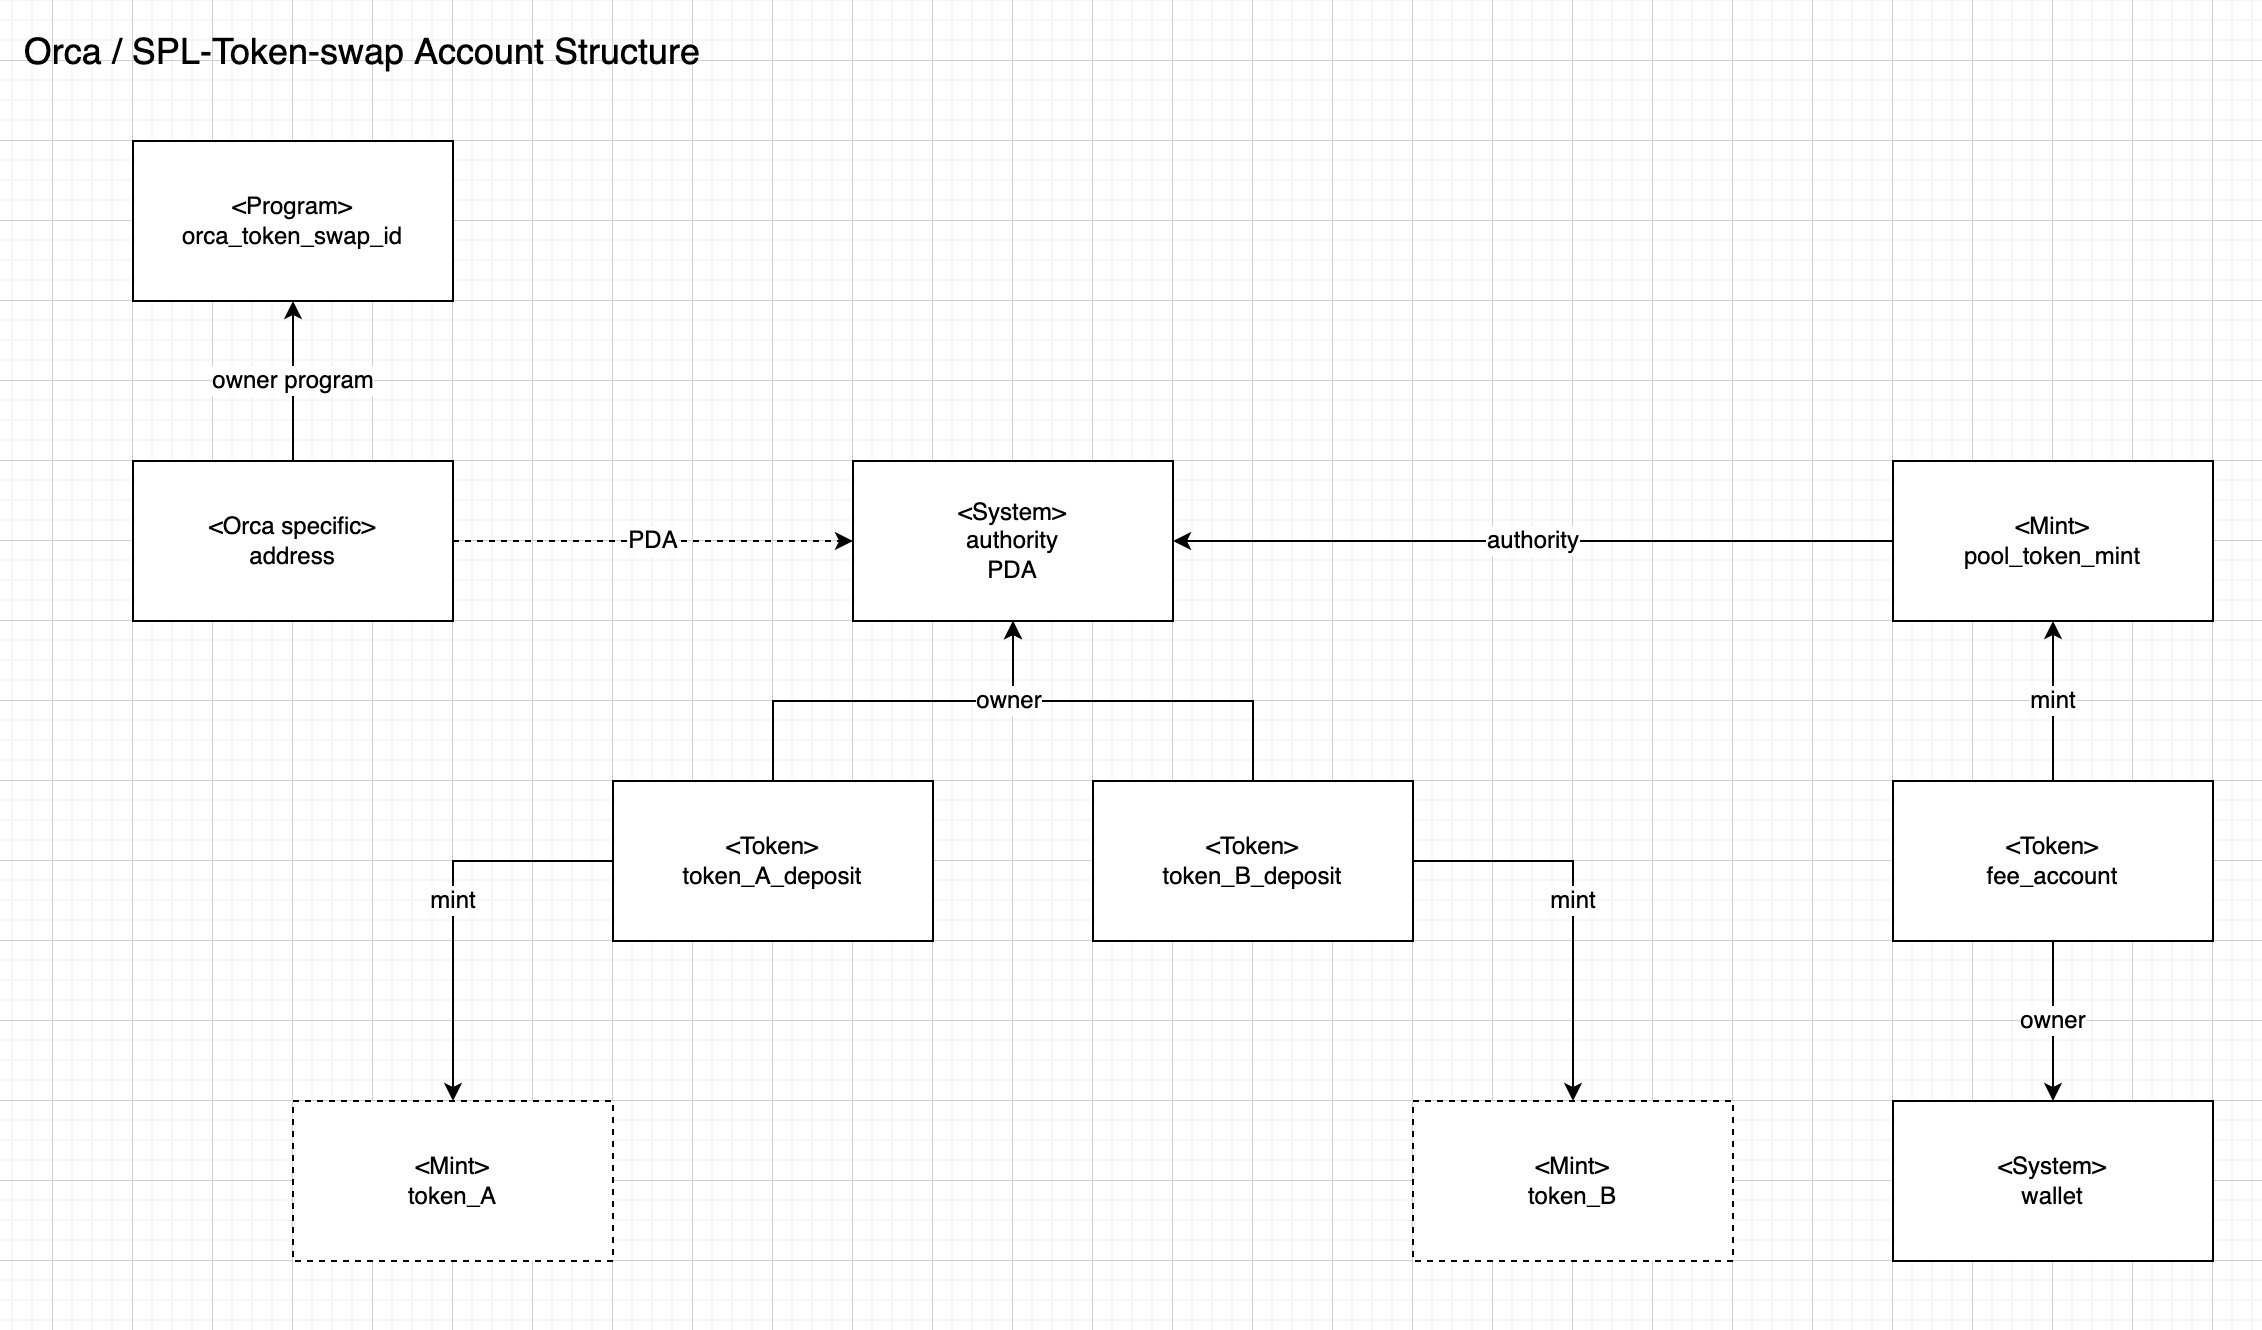 Orca / SPL-Token-swap Account Structure
<Program>
orca_token_swap_id
owner program
<Orca specific>
address
PDA
<System>
authority
PDA
authority
<Mint>
pool_token_mint
owner
mint
<Token>
token_A_deposit
<Token>
token_B_deposit
<Token>
fee_account
mint
mint
owner
<Mint>
token_A
<Mint>
token_B
<System>
wallet